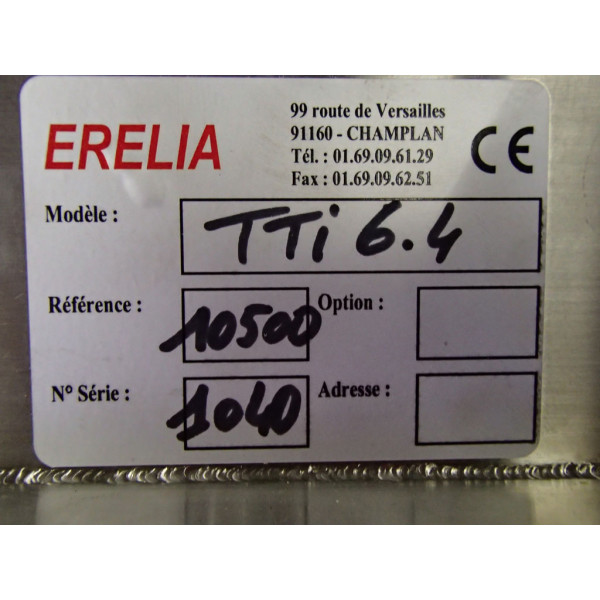 ERELIA
99 route de Versailles
91160 - CHAMPLAN
Tél. : 01.69.09.61.29
Fax : 01.69.09.62.51
CE
Modèle : TTi 6.4
Référence : 10500 Option :
N° Série : 1040 Adresse :